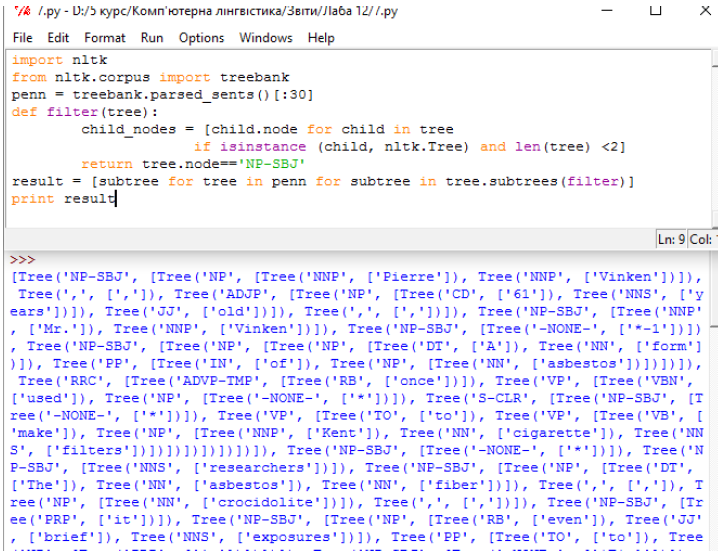 7.py - D:/5 курс/Комп'ютерна лінгвістика/Звіти/Лаба 12/7.py
File Edit Format Run Options Windows Help
import nltk
from nltk.corpus import treebank
penn = treebank.parsed_sents()[:30]
def filter(tree):
        child_nodes = [child.node for child in tree
                       if isinstance (child, nltk.Tree) and len(tree) <2]
        return tree.node=='NP-SBJ'
result = [subtree for tree in penn for subtree in tree.subtrees(filter)]
print result
Ln: 9 Col:
>>>
[Tree('NP-SBJ', [Tree('NP', [Tree('NNP', ['Pierre']), Tree('NNP', ['Vinken'])]),
 Tree(',', [',']), Tree('ADJP', [Tree('NP', [Tree('CD', ['61']), Tree('NNS', ['y
ears'])]), Tree('JJ', ['old'])]), Tree(',', [','])]), Tree('NP-SBJ', [Tree('NNP'
, ['Mr.']), Tree('NNP', ['Vinken'])]), Tree('NP-SBJ', [Tree('-NONE-', ['*-1'])])
, Tree('NP-SBJ', [Tree('NP', [Tree('NP', [Tree('DT', ['A']), Tree('NN', ['form']
)]), Tree('PP', [Tree('IN', ['of']), Tree('NP', [Tree('NN', ['asbestos'])])])]),
 Tree('RRC', [Tree('ADVP-TMP', [Tree('RB', ['once'])]), Tree('VP', [Tree('VBN',
['used']), Tree('NP', [Tree('-NONE-', ['*'])]), Tree('S-CLR', [Tree('NP-SBJ', [T
ree('-NONE-', ['*'])]), Tree('VP', [Tree('TO', ['to']), Tree('VP', [Tree('VB', [
'make']), Tree('NP', [Tree('NNP', ['Kent']), Tree('NN', ['cigarette']), Tree('NN
S', ['filters'])])])])])])])]), Tree('NP-SBJ', [Tree('-NONE-', ['*'])]), Tree('N
P-SBJ', [Tree('NNS', ['researchers'])]), Tree('NP-SBJ', [Tree('NP', [Tree('DT',
['The']), Tree('NN', ['asbestos']), Tree('NN', ['fiber'])]), Tree(',', [',']), T
ree('NP', [Tree('NN', ['crocidolite'])]), Tree(',', [','])]), Tree('NP-SBJ', [Tr
ee('PRP', ['it'])]), Tree('NP-SBJ', [Tree('NP', [Tree('RB', ['even']), Tree('JJ'
, ['brief']), Tree('NNS', ['exposures'])]), Tree('PP', [Tree('TO', ['to']), Tree